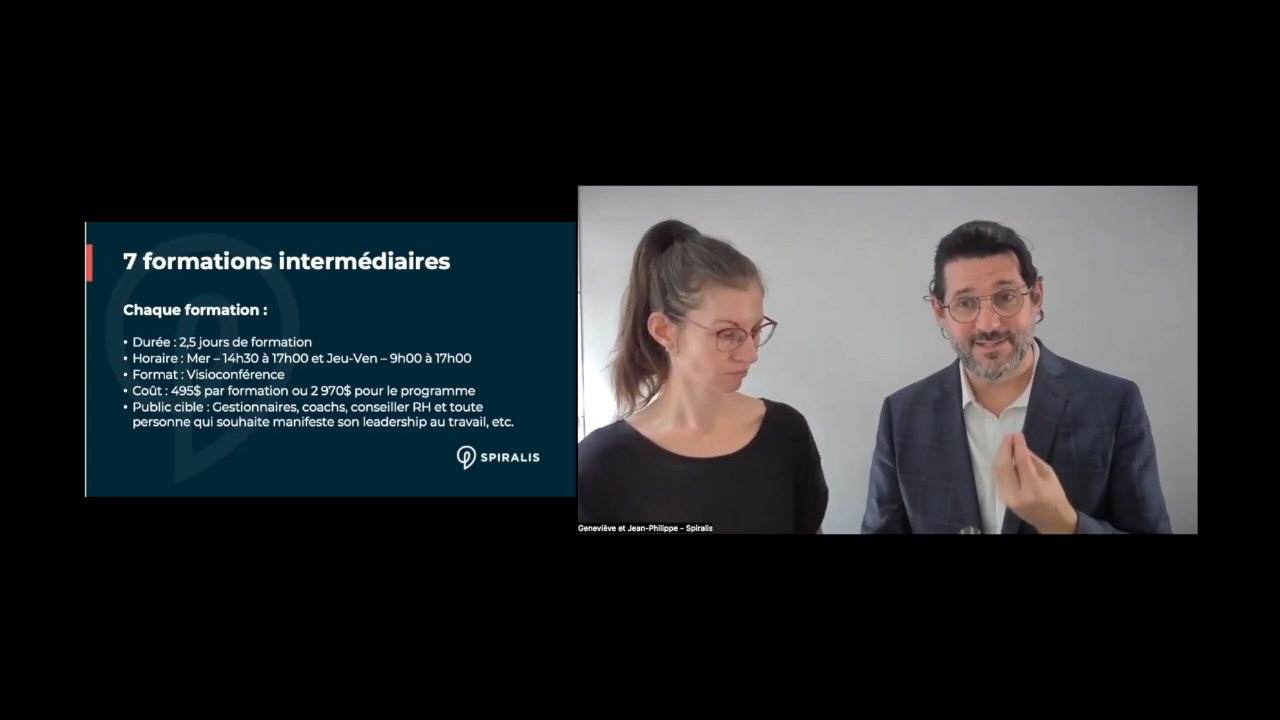 7 formations intermédiaires
Chaque formation :
• Durée : 2,5 jours de formation
• Horaire : Mer – 14h30 à 17h00 et Jeu-Ven – 9h00 à 17h00
• Format : Visioconférence
• Coût : 495$ par formation ou 2 970$ pour le programme
• Public cible : Gestionnaires, coachs, conseiller RH et toute
personne qui souhaite manifeste son leadership au travail, etc.
SPIRALIS
Geneviève et Jean-Philippe - Spiralis